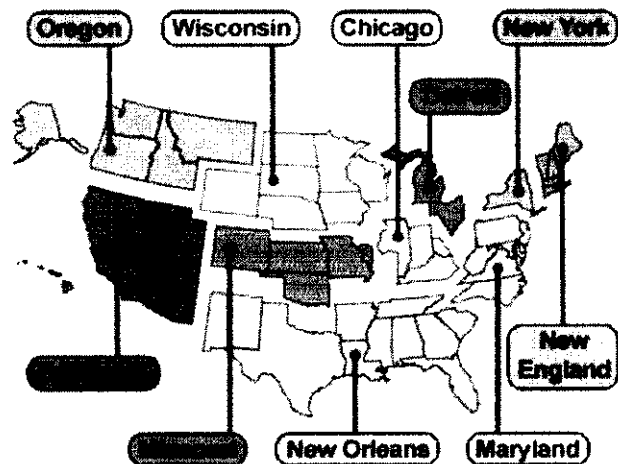 Oregon
Wisconsin
Chicago
New York
New
England
New Orleans
Maryland